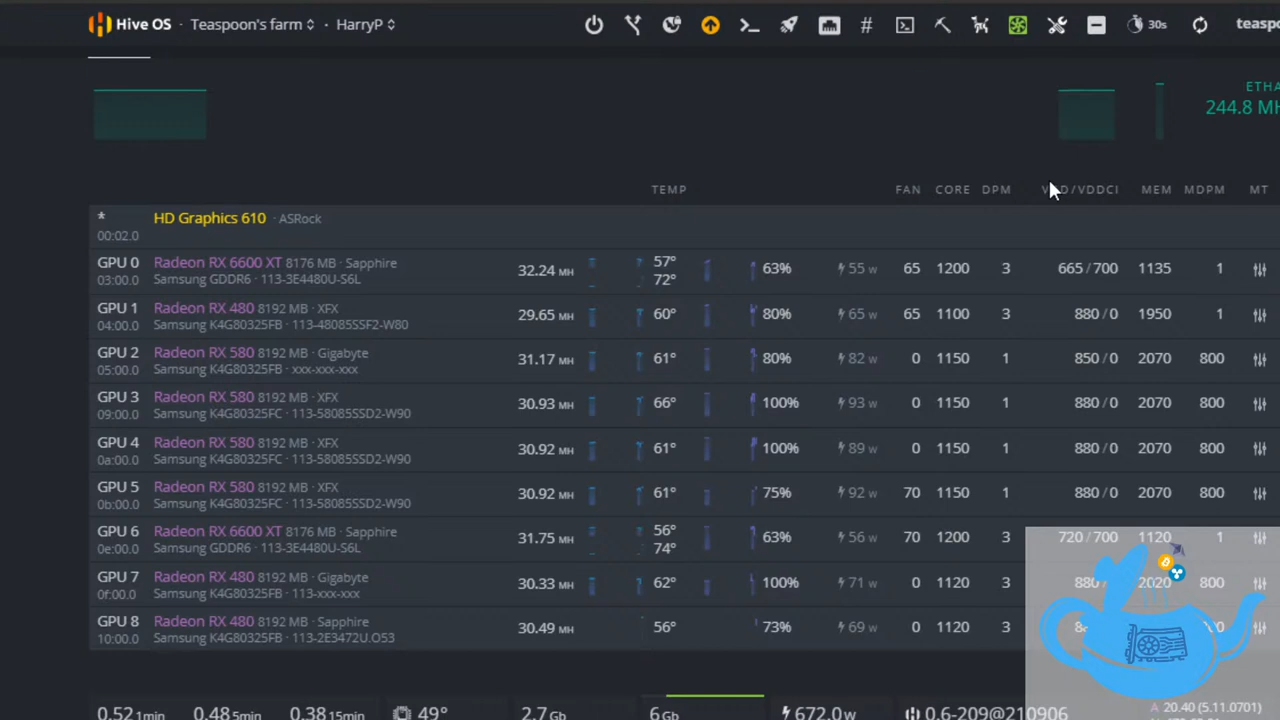 Hive OS Teaspoon's farm HarryP 30s teasp
ETHA
244.8 MH
TEMP FAN CORE DPM MEM MDPM MT
* HD Graphics 610 · ASRock
00:02.0
GPU 0 Radeon RX 6600 XT 8176 MB · Sapphire 32.24 MH 57° 63% 55 w 65 1200 3 665 / 700 1135 1
03:00.0 Samsung GDDR6 · 113-3E4480U-S6L 72°
GPU 1 Radeon RX 480 8192 MB · XFX 29.65 MH 60° 80% 65 w 65 1100 3 880 / 0 1950 1
04:00.0 Samsung K4G80325FB · 113-48085SSF2-W80
GPU 2 Radeon RX 580 8192 MB · Gigabyte 31.17 MH 61° 80% 82 w 0 1150 1 850 / 0 2070 800
05:00.0 Samsung K4G80325FB · xxx-xxx-xxx
GPU 3 Radeon RX 580 8192 MB · XFX 30.93 MH 66° 100% 93 w 0 1150 1 880 / 0 2070 800
09:00.0 Samsung K4G80325FC · 113-58085SSD2-W90
GPU 4 Radeon RX 580 8192 MB · XFX 30.92 MH 61° 100% 89 w 0 1150 1 880 / 0 2070 800
0a:00.0 Samsung K4G80325FC · 113-58085SSD2-W90
GPU 5 Radeon RX 580 8192 MB · XFX 30.92 MH 61° 75% 92 w 70 1150 1 880 / 0 2070 800
0b:00.0 Samsung K4G80325FC · 113-58085SSD2-W90
GPU 6 Radeon RX 6600 XT 8176 MB · Sapphire 31.75 MH 56° 63% 56 w 70 1200 3 720 / 700 1120 1
0e:00.0 Samsung GDDR6 · 113-3E4480U-S6L 74°
GPU 7 Radeon RX 480 8192 MB · Gigabyte 30.33 MH 62° 100% 71 w 0 1120 3 880 2020 800
0f:00.0 Samsung K4G80325FB · 113-xxx-xxx
GPU 8 Radeon RX 480 8192 MB · Sapphire 30.49 MH 56° 73% 69 w 0 1120 3
10:00.0 Samsung K4G80325FB · 113-2E3472U.O53
0.52 1min 0.48 5min 0.38 15min 49° 2.7 Gb 6 Gb 672.0 w 0.6-209@210906 A 20.40 (5.11.0701)